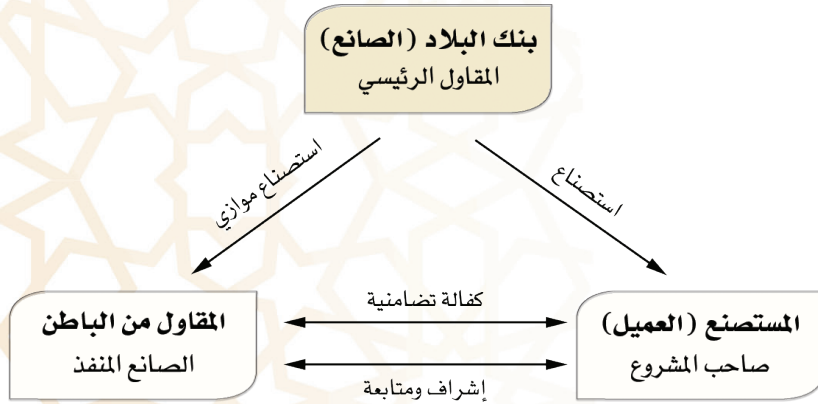 بنك البلاد (الصانع)
المقاول الرئيسي
استصناع
استصناع موازي
المستصنع (العميل)
صاحب المشروع
كفالة تضامنية
إشراف ومتابعة
المقاول من الباطن
الصانع المنفذ